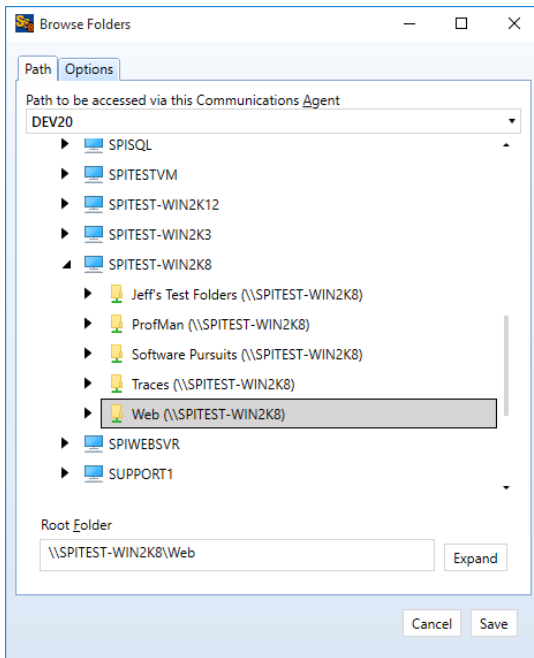 Browse Folders
Path Options
Path to be accessed via this Communications Agent
DEV20
SPISQL
SPITESTVM
SPITEST-WIN2K12
SPITEST-WIN2K3
SPITEST-WIN2K8
Jeff's Test Folders (\\SPITEST-WIN2K8)
ProfMan (\\SPITEST-WIN2K8)
Software Pursuits (\\SPITEST-WIN2K8)
Traces (\\SPITEST-WIN2K8)
Web (\\SPITEST-WIN2K8)
SPIWEBSVR
SUPPORT1
Root Folder
\\SPITEST-WIN2K8\Web
Expand
Cancel Save